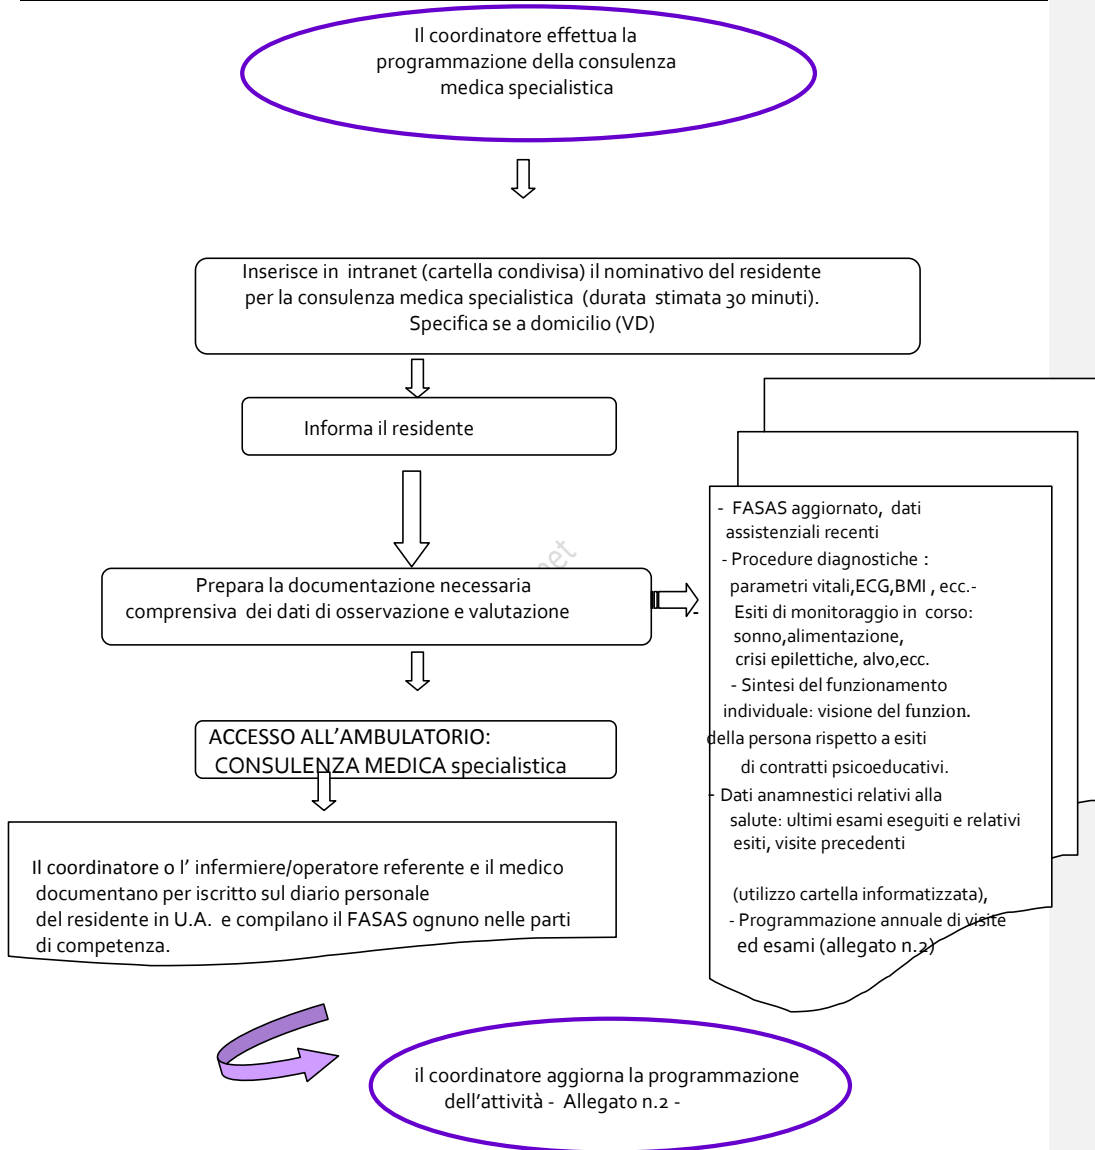 Il coordinatore effettua la
programmazione della consulenza
medica specialistica
Inserisce in intranet (cartella condivisa) il nominativo del residente
per la consulenza medica specialistica (durata stimata 30 minuti).
Specifica se a domicilio (VD)
Informa il residente
Prepara la documentazione necessaria
comprensiva dei dati di osservazione e valutazione
- FASAS aggiornato, dati
assistenziali recenti
- Procedure diagnostiche :
parametri vitali,ECG,BMI , ecc.-
Esiti di monitoraggio in corso:
sonno,alimentazione,
crisi epilettiche, alvo,ecc.
- Sintesi del funzionamento
individuale: visione del funzion.
della persona rispetto a esiti
di contratti psicoeducativi.
- Dati anamnestici relativi alla
salute: ultimi esami eseguiti e relativi
esiti, visite precedenti
(utilizzo cartella informatizzata),
- Programmazione annuale di visite
ed esami (allegato n.2)
ACCESSO ALL'AMBULATORIO:
CONSULENZA MEDICA specialistica
Il coordinatore o l' infermiere/operatore referente e il medico
documentano per iscritto sul diario personale
del residente in U.A. e compilano il FASAS ognuno nelle parti
di competenza.
il coordinatore aggiorna la programmazione
dell'attività - Allegato n.2 -